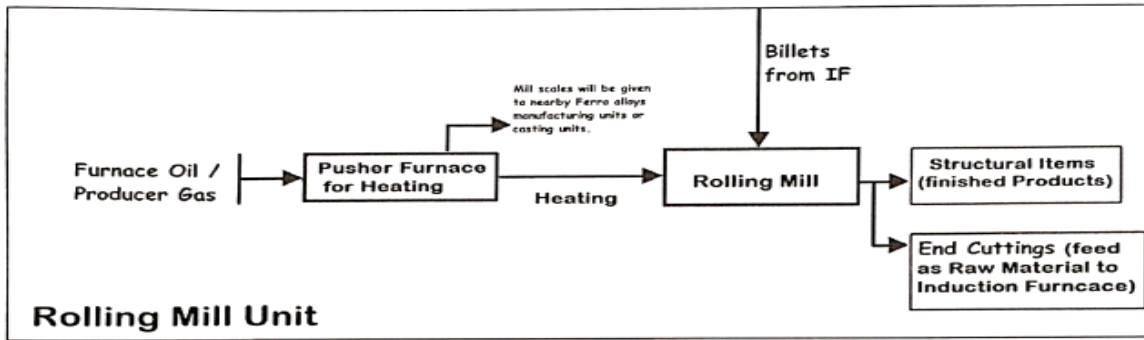 Billets
from IF
Mill scales will be given
to nearby Ferro alloys
manufacturing units or
casting units.
Furnace Oil /
Producer Gas
Pusher Furnace
for Heating
Heating
Rolling Mill
Structural Items
(finished Products)
End Cuttings (feed
as Raw Material to
Induction Furncace)
Rolling Mill Unit